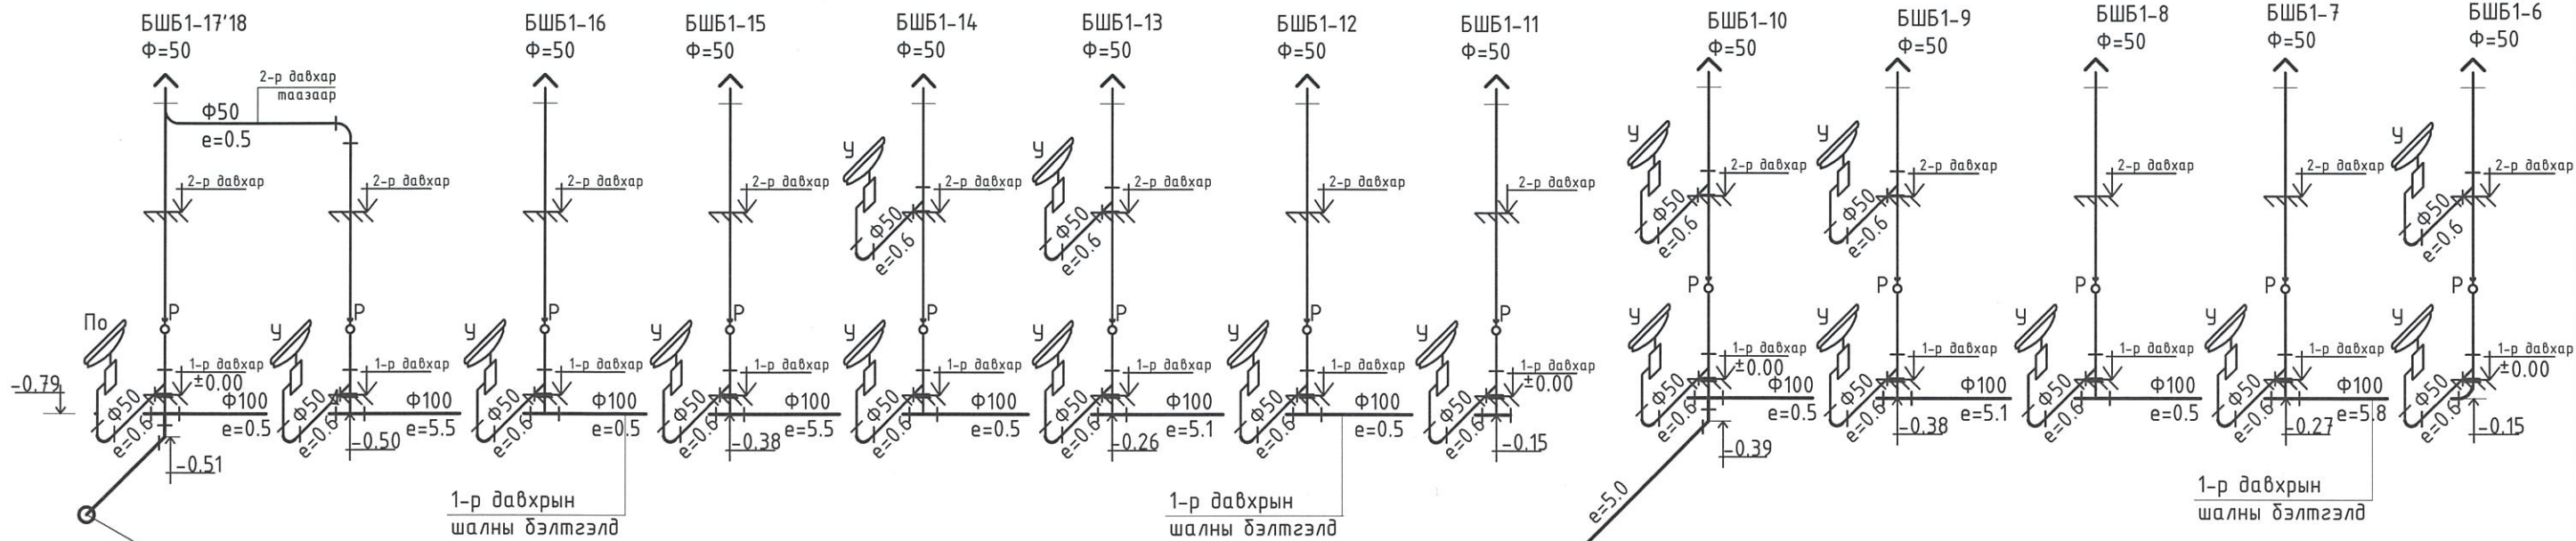 БШБ1-17'18
Ф=50
БШБ1-16
Ф=50
БШБ1-15
Ф=50
БШБ1-14
Ф=50
БШБ1-13
Ф=50
БШБ1-12
Ф=50
БШБ1-11
Ф=50
БШБ1-10
Ф=50
БШБ1-9
Ф=50
БШБ1-8
Ф=50
БШБ1-7
Ф=50
БШБ1-6
Ф=50
2-р давхар
таазаар
Ф50
e=0.5
2-р давхар
2-р давхар
2-р давхар
2-р давхар
У
Ф50
e=0.6
2-р давхар
У
Ф50
e=0.6
2-р давхар
2-р давхар
2-р давхар
У
Ф50
e=0.6
2-р давхар
У
Ф50
e=0.6
2-р давхар
2-р давхар
2-р давхар
У
Ф50
e=0.6
2-р давхар
Р
Р
Р
Р
Р
Р
Р
Р
Р
Р
Р
Р
Р
-0.79
По
Ф50
e=0.6
1-р давхар
±0.00
Ф100
e=0.5
-0.51
У
Ф50
e=0.6
1-р давхар
Ф100
e=5.5
-0.50
У
Ф50
e=0.6
1-р давхар
Ф100
e=0.5
У
Ф50
e=0.6
1-р давхар
Ф100
e=5.5
-0.38
У
Ф50
e=0.6
1-р давхар
Ф100
e=0.5
У
Ф50
e=0.6
1-р давхар
Ф100
e=5.1
-0.26
У
Ф50
e=0.6
1-р давхар
Ф100
e=0.5
У
Ф50
e=0.6
1-р давхар
±0.00
-0.15
У
Ф50
e=0.6
1-р давхар
±0.00
Ф100
e=0.5
-0.39
e=5.0
У
Ф50
e=0.6
1-р давхар
Ф100
e=5.1
-0.38
У
Ф50
e=0.6
1-р давхар
Ф100
e=0.5
У
Ф50
e=0.6
1-р давхар
Ф100
e=5.8
-0.27
У
Ф50
e=0.6
1-р давхар
±0.00
-0.15
1-р давхрын
шалны бэлтгэлд
1-р давхрын
шалны бэлтгэлд
1-р давхрын
шалны бэлтгэлд